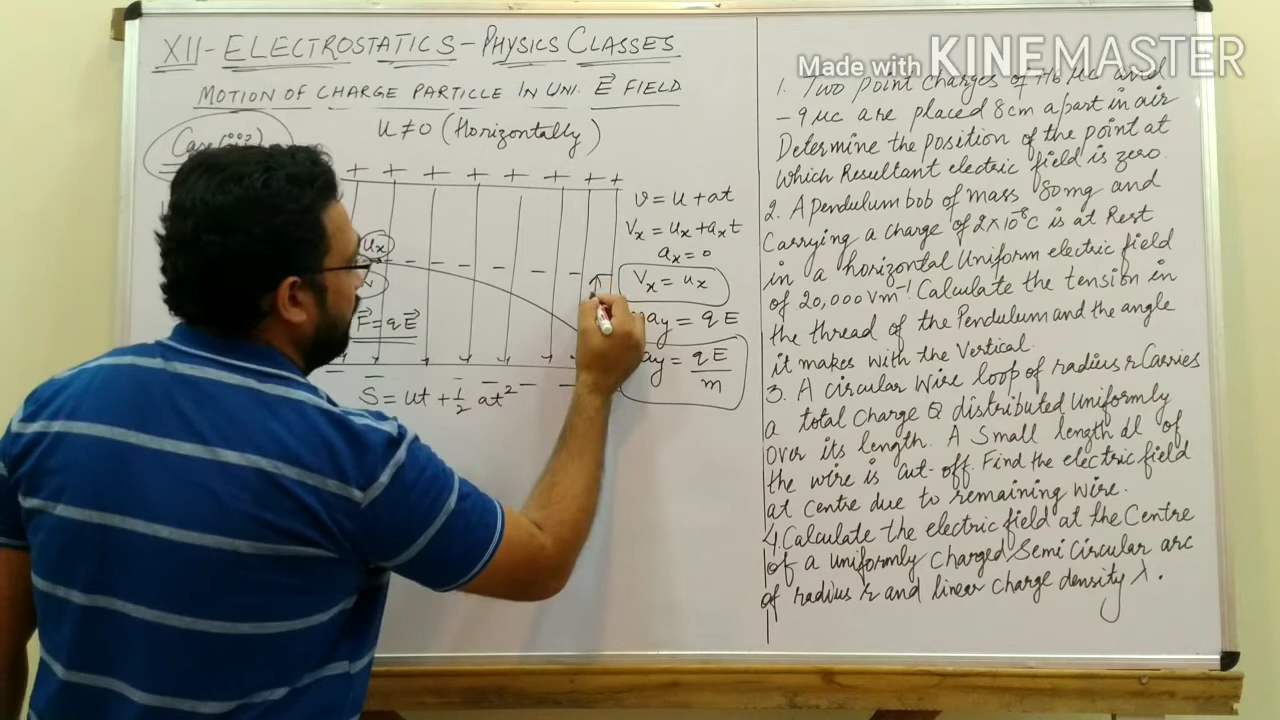 XII - ELECTROSTATICS - PHYSICS CLASSES
MOTION OF CHARGE PARTICLE IN UNI. E⃗ FIELD
Case (iii)
U ≠ 0 (Horizontally)
+ + + + + + + +
v = u + at
Vx = ux + axt
ax = 0
Vx = ux
ux
F⃗ = qE⃗
may = qE
ay = qE/m
S = ut + 1/2 at²
Made with KINEMASTER
1. Two point charges of +16 μc and
- 9 μc are placed 8cm apart in air
Determine the position of the point at
which Resultant electric field is zero.
2. A pendulum bob of mass 80mg and
Carrying a charge of 2×10⁻⁸C is at Rest
in a horizontal Uniform electric field
of 20,000 Vm⁻¹. Calculate the tension in
the thread of the Pendulum and the angle
it makes with the Vertical.
3. A Circular Wire loop of radius r Carries
a total Charge Q distributed Uniformly
over its length. A Small length dl of
the wire is cut-off. Find the electric field
at centre due to remaining wire.
4. Calculate the electric field at the Centre
of a uniformly Charged Semi Circular arc
of radius r and linear charge density λ.